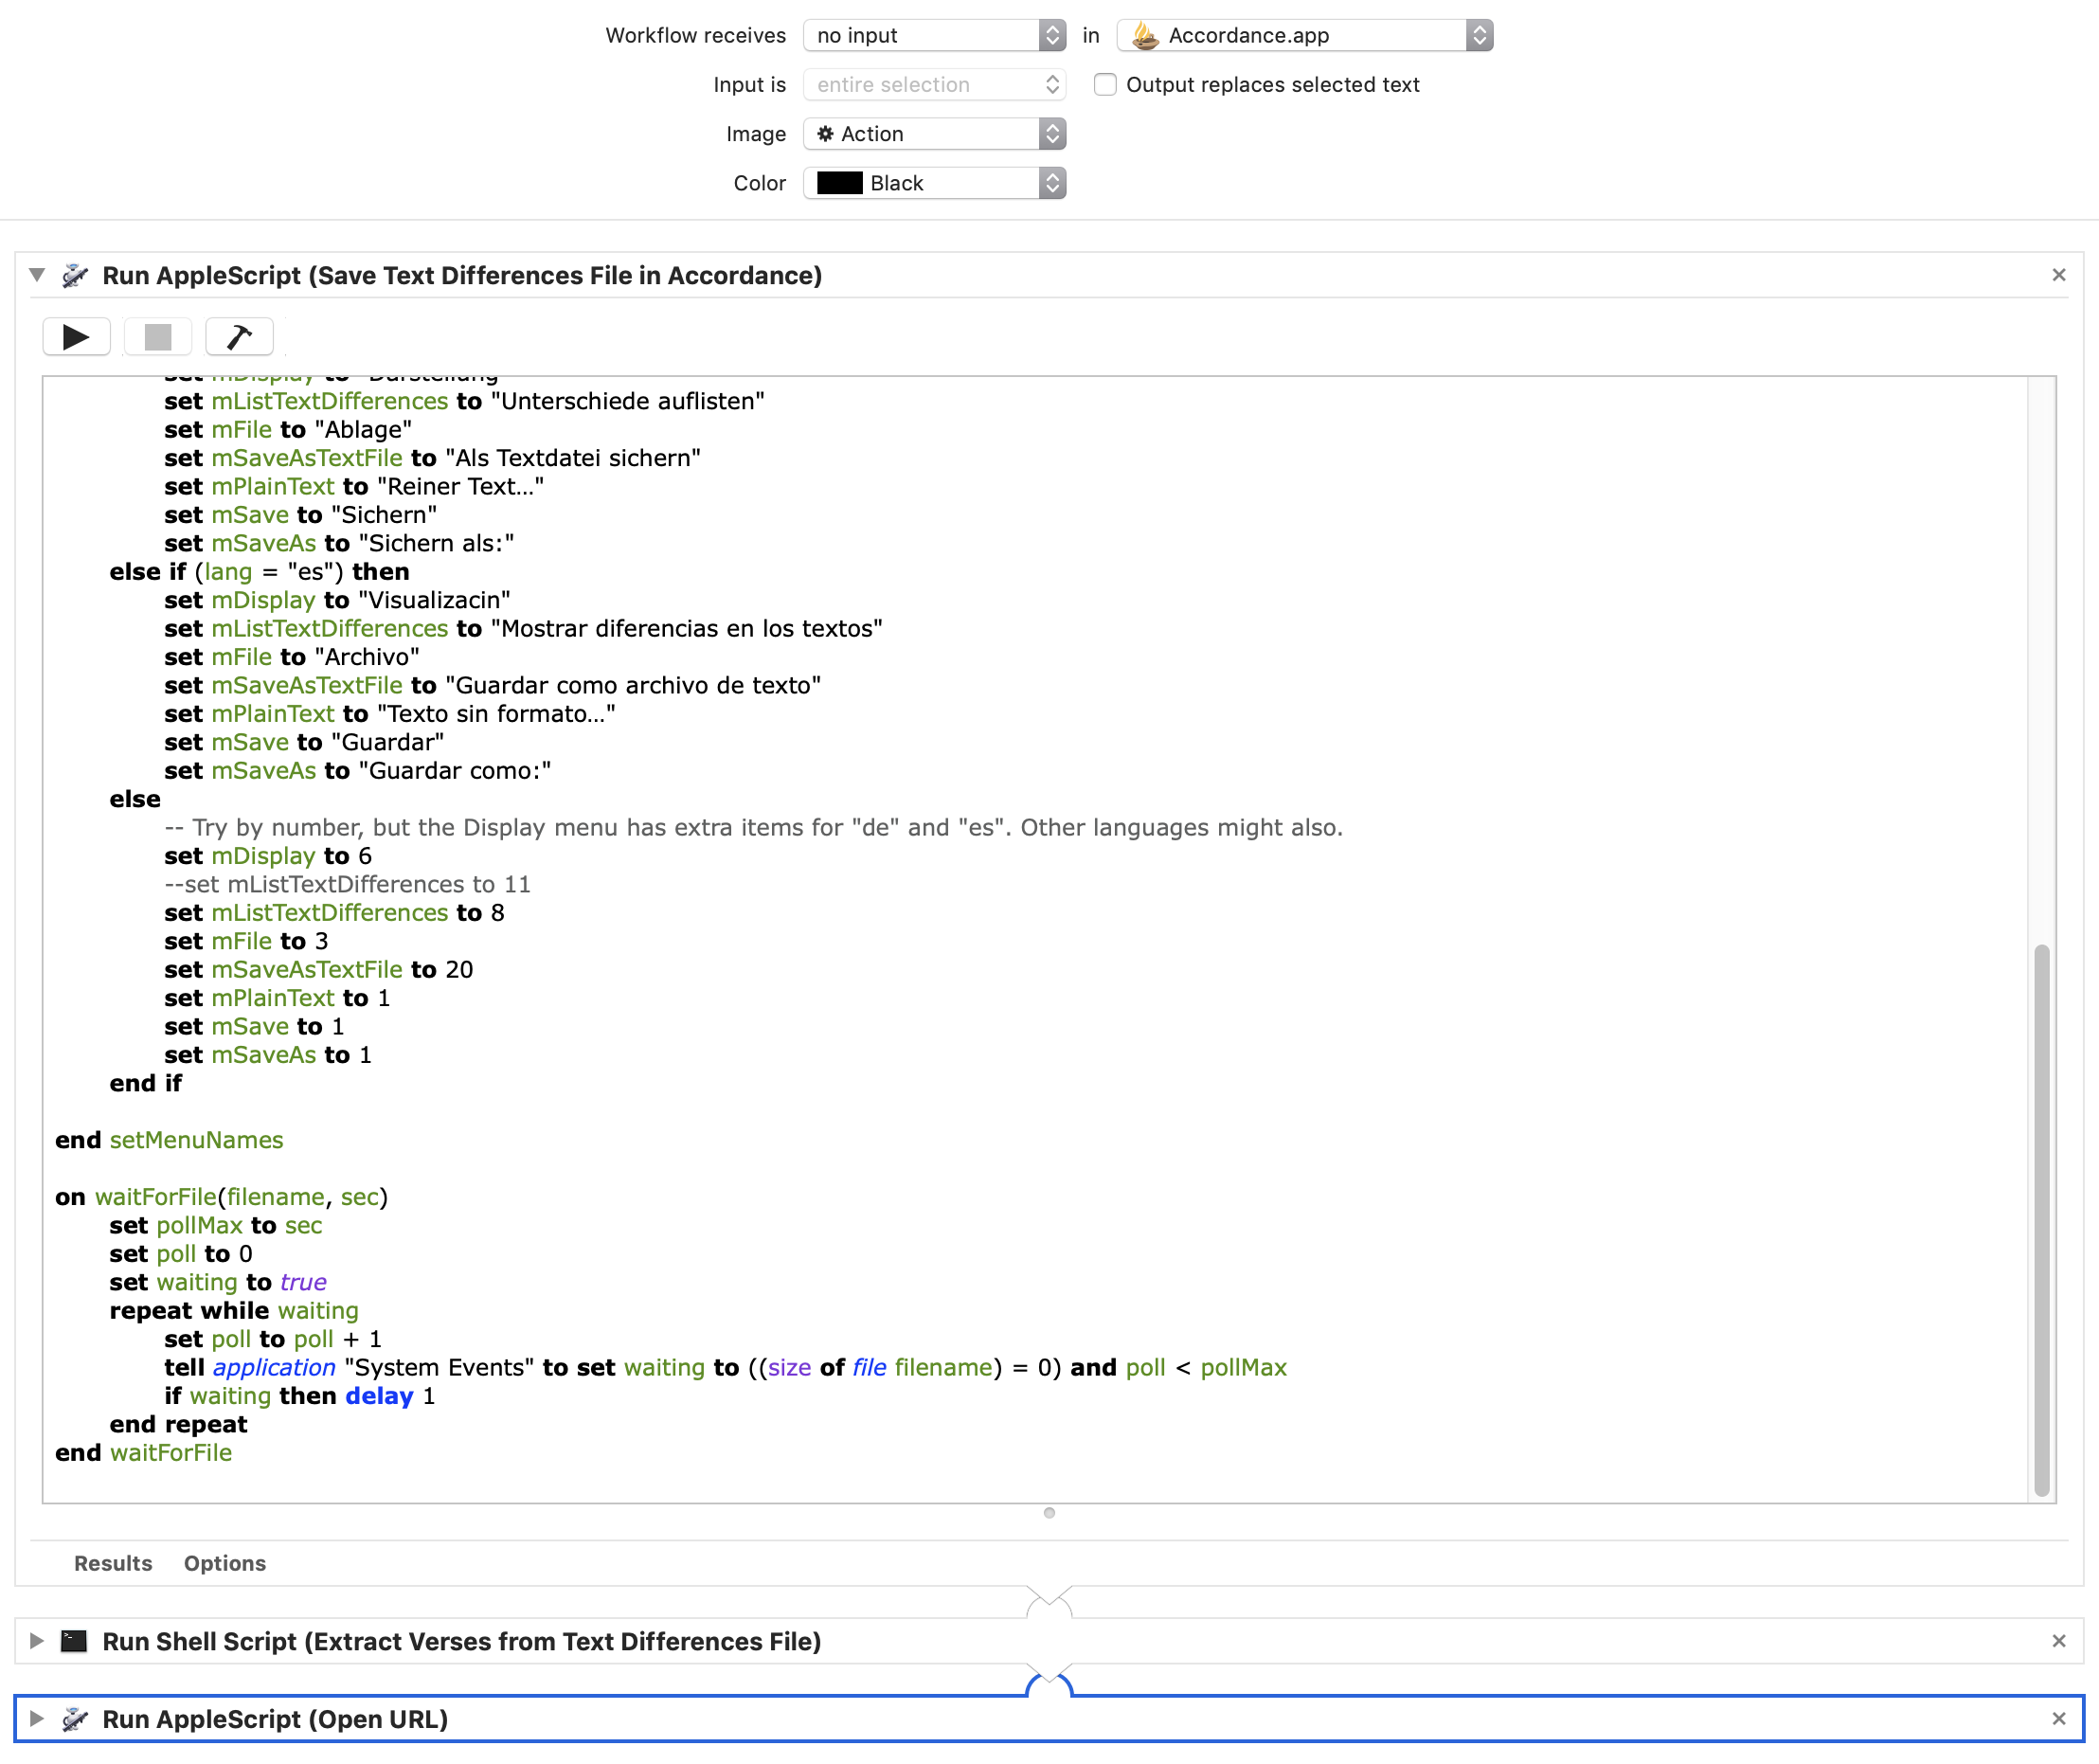 Workflow receives no input in Accordance.app
Input is entire selection Output replaces selected text
Image Action
Color Black
Run AppleScript (Save Text Differences File in Accordance)
set mDisplay to "Darstellung"
set mListTextDifferences to "Unterschiede auflisten"
set mFile to "Ablage"
set mSaveAsTextFile to "Als Textdatei sichern"
set mPlainText to "Reiner Text…"
set mSave to "Sichern"
set mSaveAs to "Sichern als:"
else if (lang = "es") then
set mDisplay to "Visualizacin"
set mListTextDifferences to "Mostrar diferencias en los textos"
set mFile to "Archivo"
set mSaveAsTextFile to "Guardar como archivo de texto"
set mPlainText to "Texto sin formato…"
set mSave to "Guardar"
set mSaveAs to "Guardar como:"
else
-- Try by number, but the Display menu has extra items for "de" and "es". Other languages might also.
set mDisplay to 6
--set mListTextDifferences to 11
set mListTextDifferences to 8
set mFile to 3
set mSaveAsTextFile to 20
set mPlainText to 1
set mSave to 1
set mSaveAs to 1
end if
end setMenuNames
on waitForFile(filename, sec)
set pollMax to sec
set poll to 0
set waiting to true
repeat while waiting
set poll to poll + 1
tell application "System Events" to set waiting to ((size of file filename) = 0) and poll < pollMax
if waiting then delay 1
end repeat
end waitForFile
Results Options
Run Shell Script (Extract Verses from Text Differences File)
Run AppleScript (Open URL)